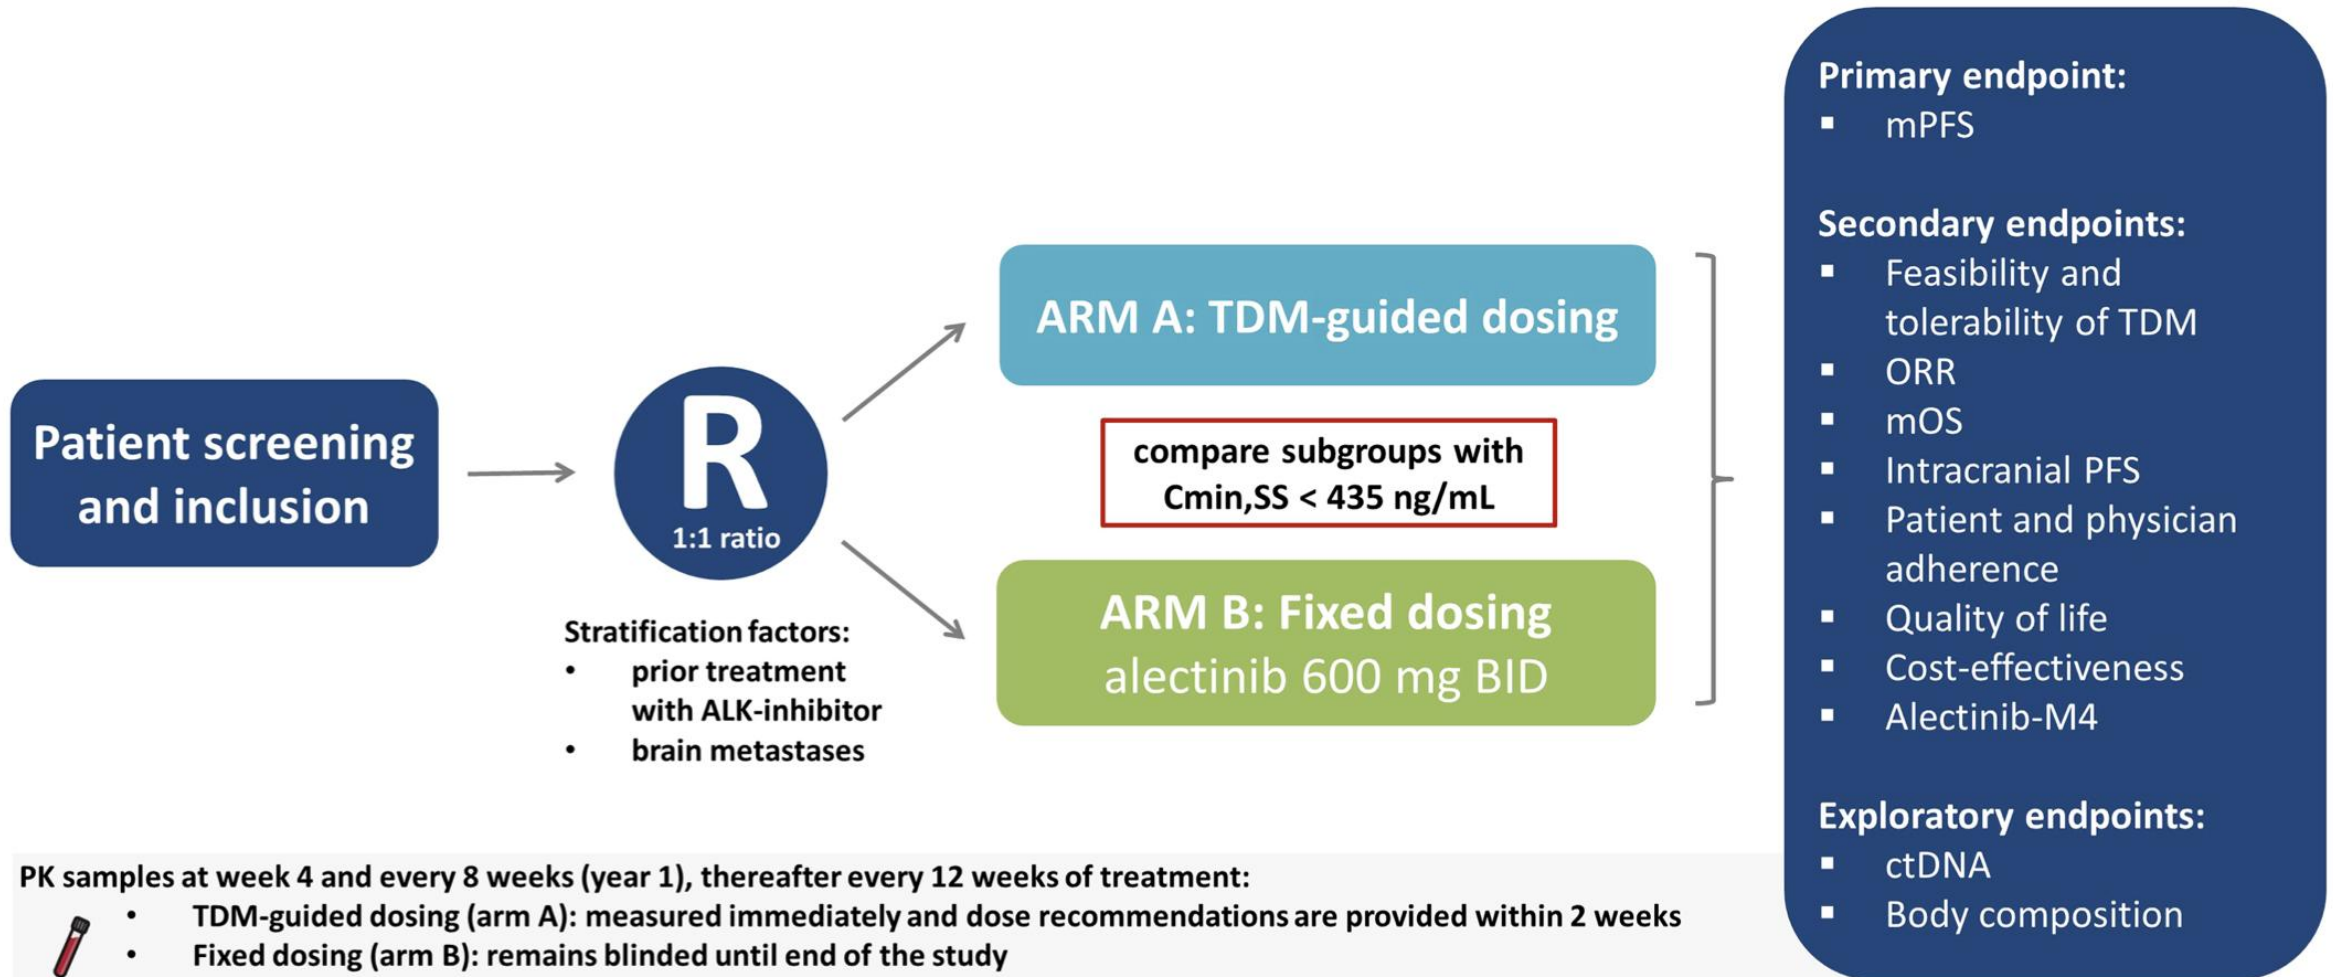 Patient screening
and inclusion
R
1:1 ratio
Stratification factors:
• prior treatment
with ALK-inhibitor
• brain metastases
ARM A: TDM-guided dosing
compare subgroups with
Cmin,SS < 435 ng/mL
ARM B: Fixed dosing
alectinib 600 mg BID
Primary endpoint:
▪ mPFS
Secondary endpoints:
▪ Feasibility and
tolerability of TDM
▪ ORR
▪ mOS
▪ Intracranial PFS
▪ Patient and physician
adherence
▪ Quality of life
▪ Cost-effectiveness
▪ Alectinib-M4
Exploratory endpoints:
▪ ctDNA
▪ Body composition
PK samples at week 4 and every 8 weeks (year 1), thereafter every 12 weeks of treatment:
• TDM-guided dosing (arm A): measured immediately and dose recommendations are provided within 2 weeks
• Fixed dosing (arm B): remains blinded until end of the study